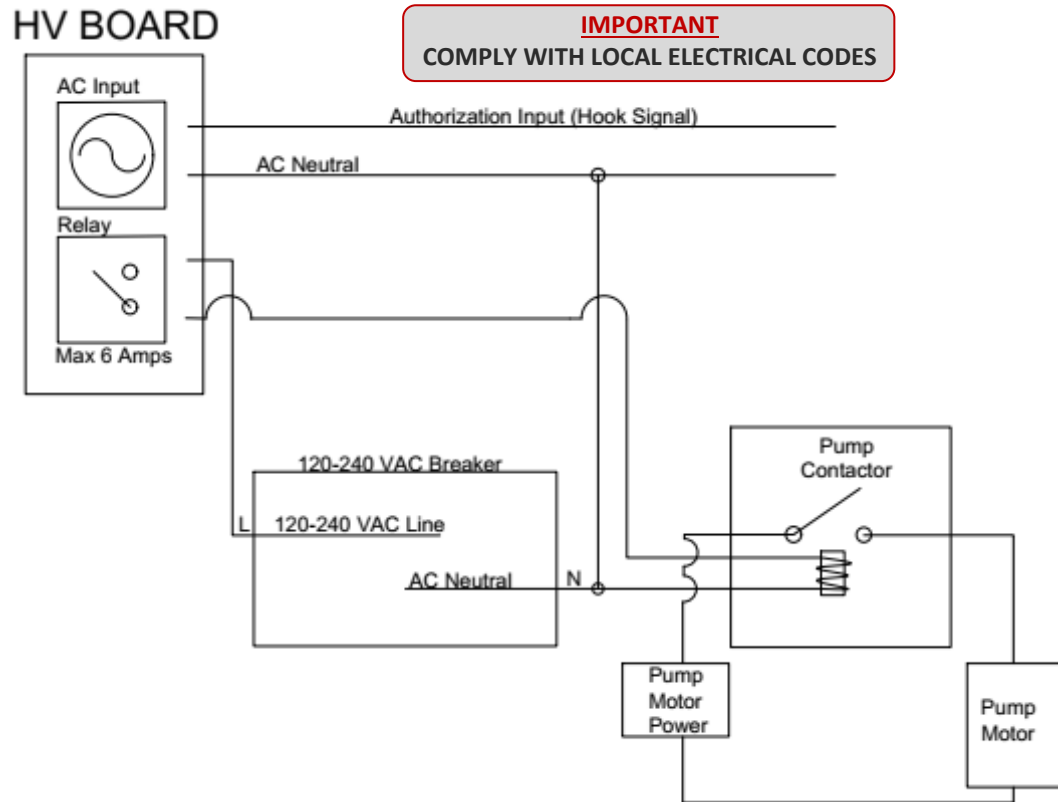 HV BOARD
IMPORTANT
COMPLY WITH LOCAL ELECTRICAL CODES
AC Input
Authorization Input (Hook Signal)
AC Neutral
Relay
Max 6 Amps
120-240 VAC Breaker
L
120-240 VAC Line
AC Neutral
N
Pump
Contactor
Pump
Motor
Power
Pump
Motor